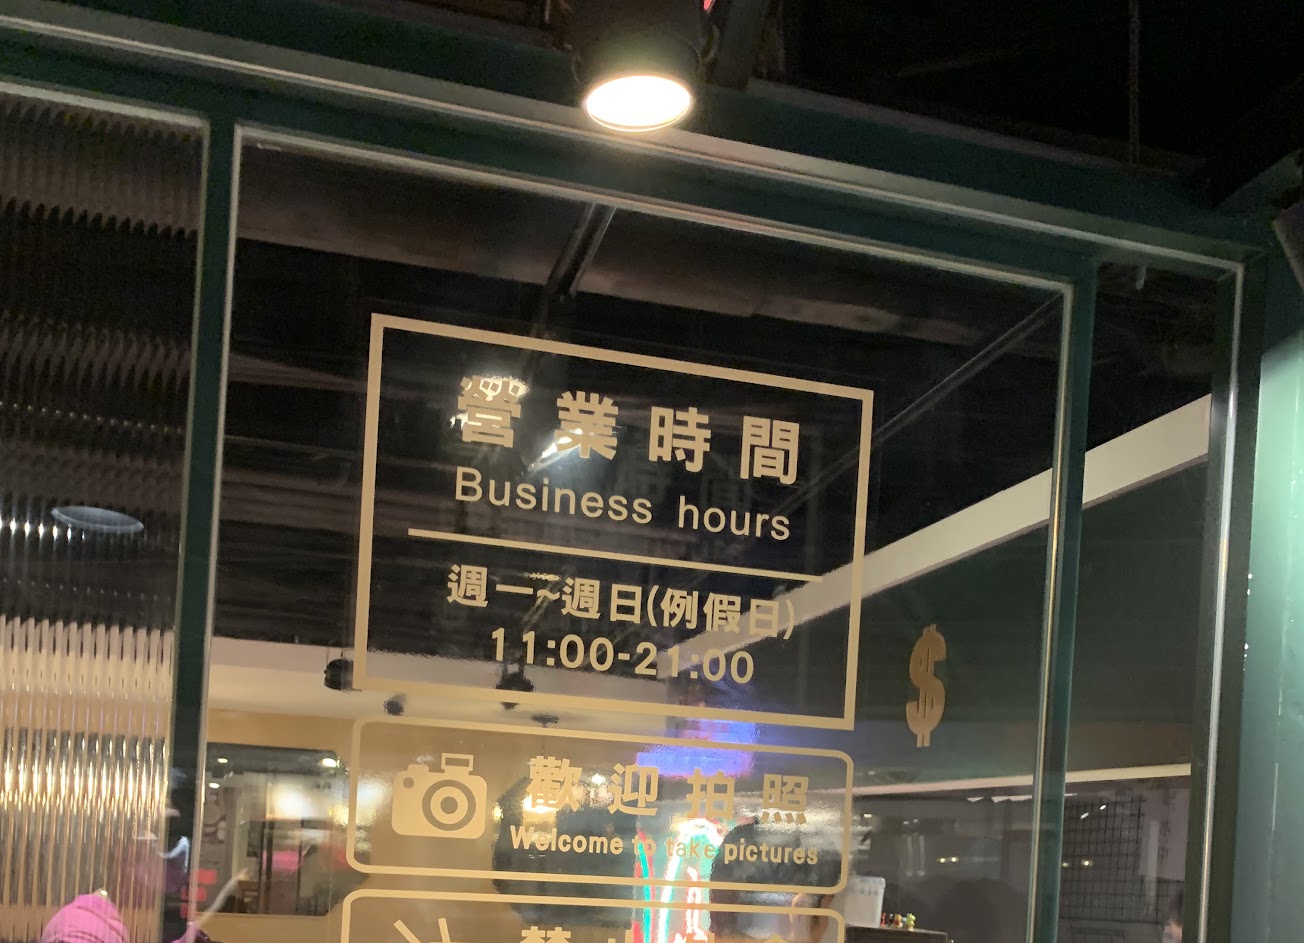 營業時間
Business hours
週一~週日(例假日)
11:00-21:00
$
歡迎拍照
Welcome to take pictures